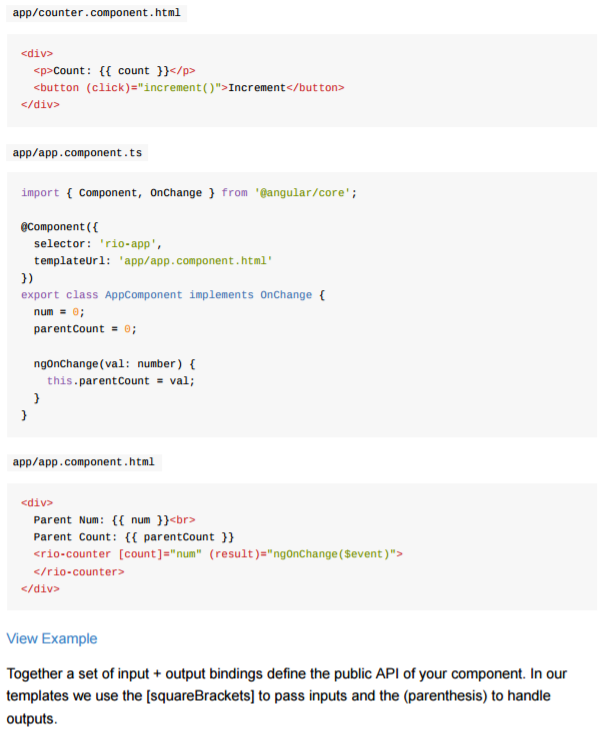 app/counter.component.html
<div>
  <p>Count: {{ count }}</p>
  <button (click)="increment()">Increment</button>
</div>
app/app.component.ts
import { Component, OnChange } from '@angular/core';
@Component({
  selector: 'rio-app',
  templateUrl: 'app/app.component.html'
})
export class AppComponent implements OnChange {
  num = 0;
  parentCount = 0;
  ngOnChange(val: number) {
    this.parentCount = val;
  }
}
app/app.component.html
<div>
  Parent Num: {{ num }}<br>
  Parent Count: {{ parentCount }}
  <rio-counter [count]="num" (result)="ngOnChange($event)">
  </rio-counter>
</div>
View Example
Together a set of input + output bindings define the public API of your component. In our
templates we use the [squareBrackets] to pass inputs and the (parenthesis) to handle
outputs.